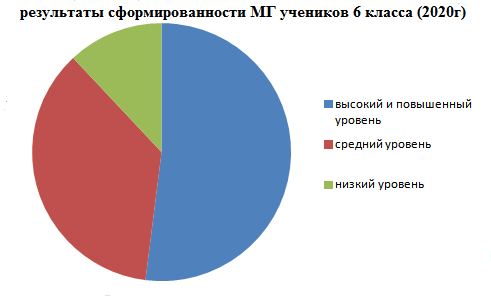 результаты сформированности МГ учеников 6 класса (2020г)
высокий и повышенный
уровень
средний уровень
низкий уровень